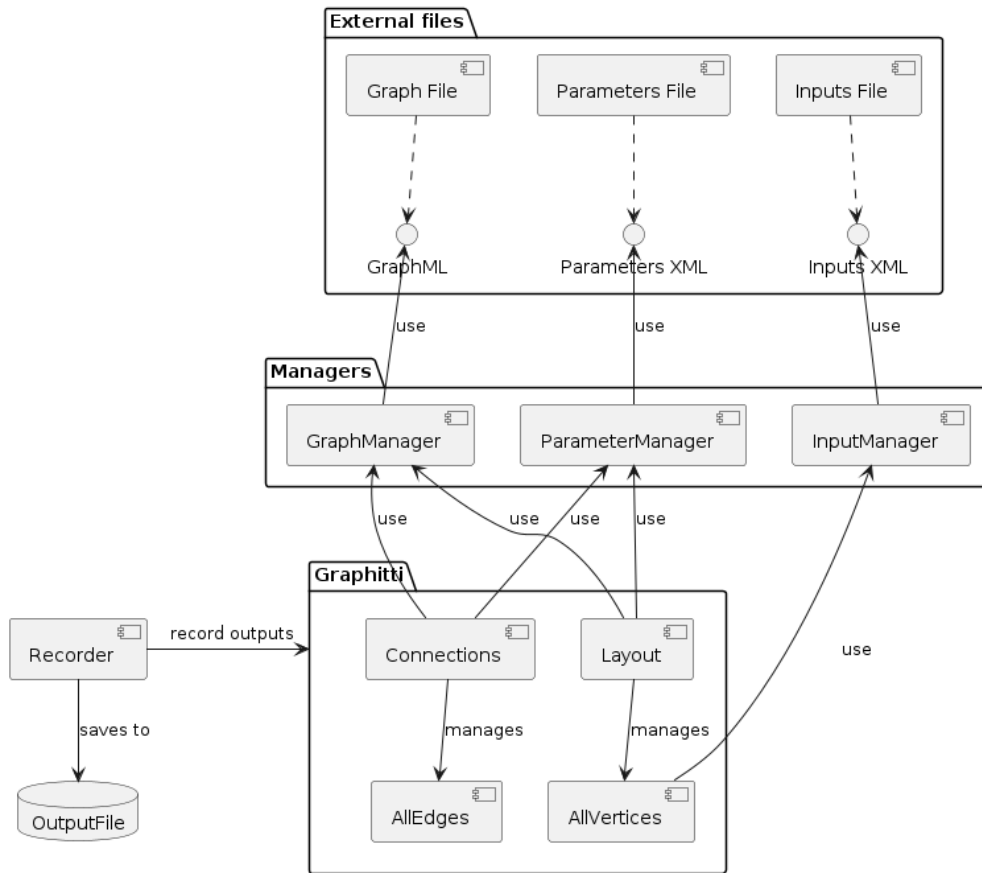 External files
Graph File
Parameters File
Inputs File
GraphML
Parameters XML
Inputs XML
use
use
use
Managers
GraphManager
ParameterManager
InputManager
use
use
use
use
Graphitti
record outputs
Recorder
Connections
Layout
use
saves to
manages
manages
OutputFile
AllEdges
AllVertices